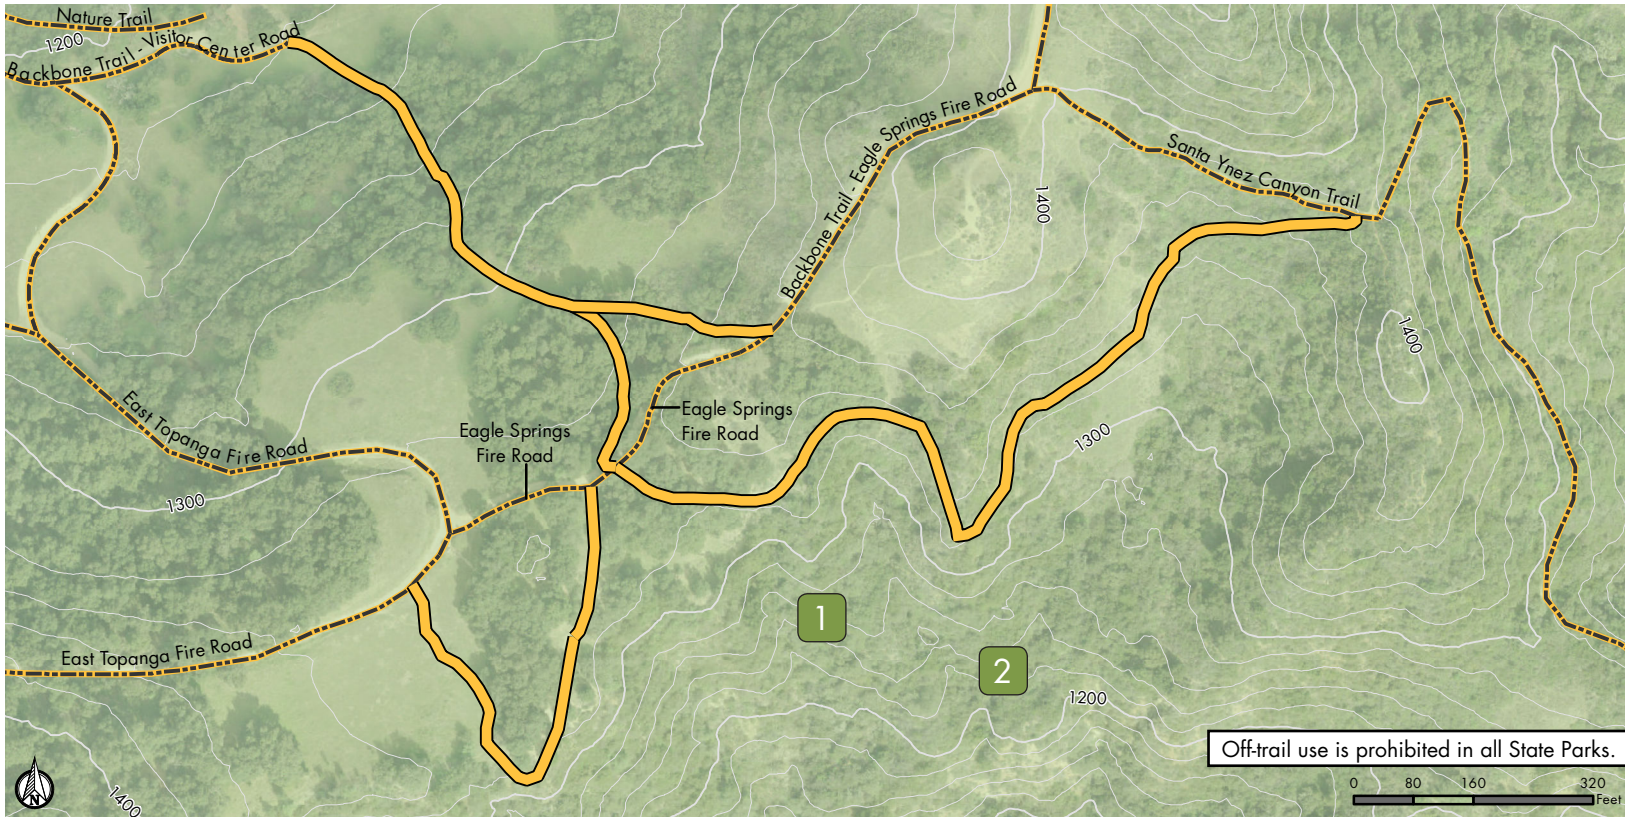 Nature Trail
1200
Backbone Trail - Visitor Center Road
Backbone Trail - Eagle Springs Fire Road
Santa Ynez Canyon Trail
1400
1400
East Topanga Fire Road
Eagle Springs
Fire Road
Eagle Springs
Fire Road
1300
1300
East Topanga Fire Road
1
2
1200
1400
Off-trail use is prohibited in all State Parks.
0 80 160 320
Feet
N